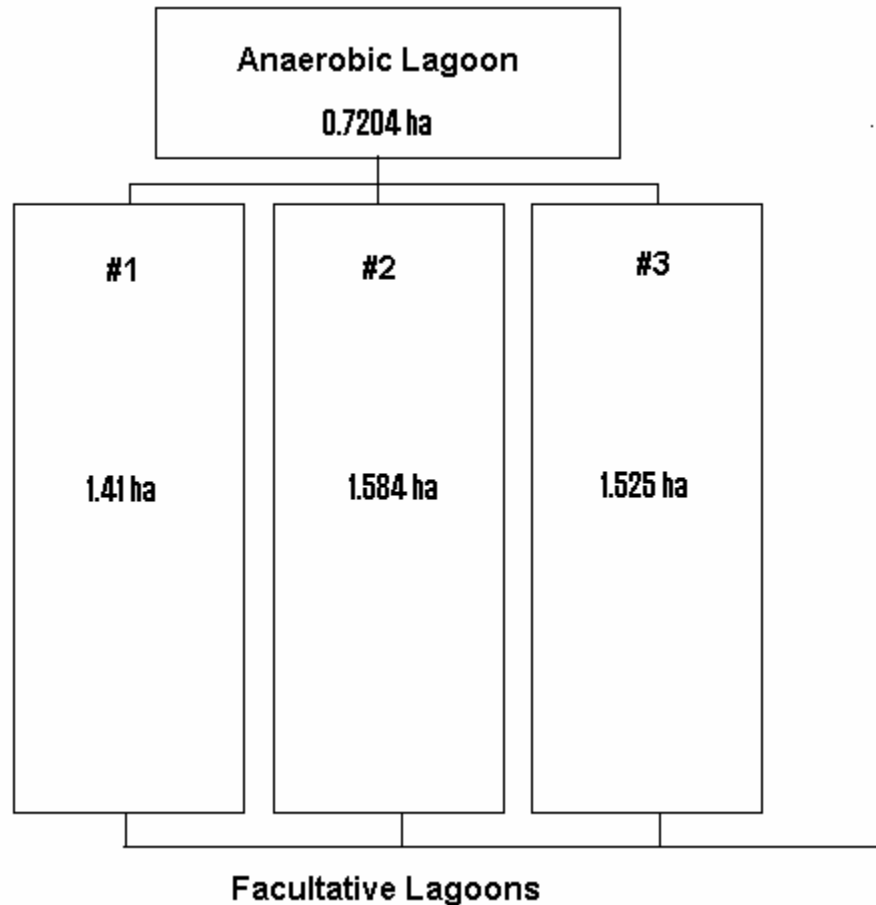 Anaerobic Lagoon
0.7204 ha
#1
#2
#3
1.41 ha
1.584 ha
1.525 ha
Facultative Lagoons